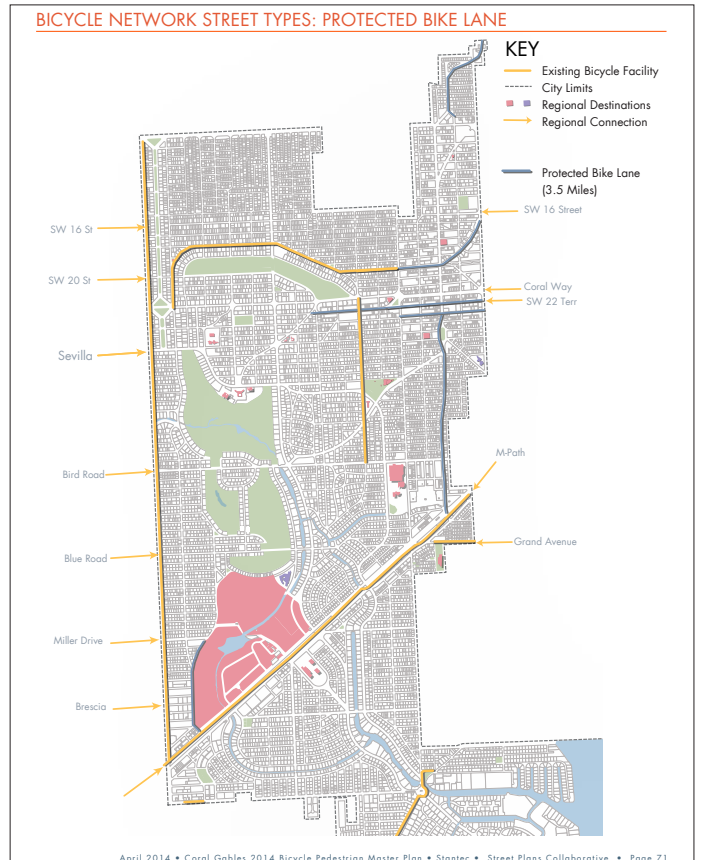 BICYCLE NETWORK STREET TYPES: PROTECTED BIKE LANE
KEY
Existing Bicycle Facility
City Limits
Regional Destinations
Regional Connection
Protected Bike Lane
(3.5 Miles)
SW 16 Street
SW 16 St
SW 20 St
Coral Way
SW 22 Terr
Sevilla
M-Path
Bird Road
Grand Avenue
Blue Road
Miller Drive
Brescia
April 2014 • Coral Gables 2014 Bicycle Pedestrian Master Plan • Stantec • Street Plans Collaborative • Page 71